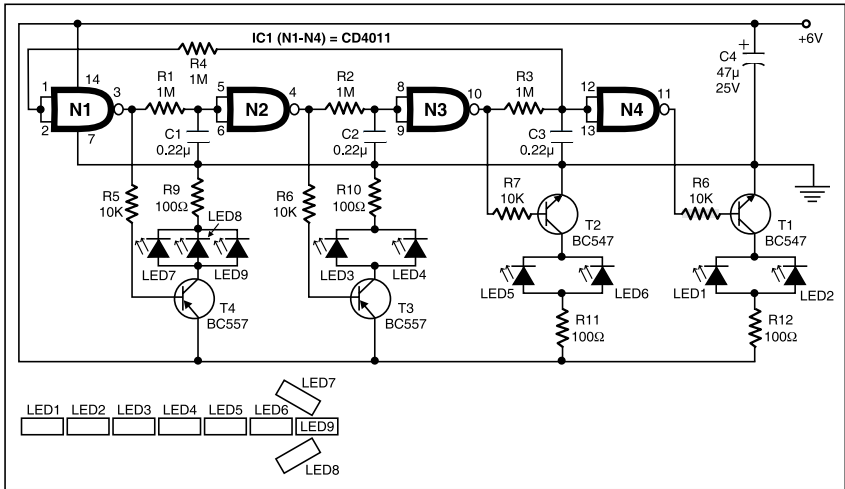 IC1 (N1-N4) = CD4011
+6V
R4
1M
C4
47µ
25V
+
1
2
14
3
7
N1
R1
1M
5
6
4
N2
R2
1M
8
9
10
N3
R3
1M
12
13
11
N4
C1
0.22µ
C2
0.22µ
C3
0.22µ
R5
10K
R9
100Ω
LED8
LED7
LED9
T4
BC557
R6
10K
R10
100Ω
LED3
LED4
T3
BC557
R7
10K
T2
BC547
LED5
LED6
R11
100Ω
R6
10K
T1
BC547
LED1
LED2
R12
100Ω
LED7
LED1 LED2 LED3 LED4 LED5 LED6
LED9
LED8